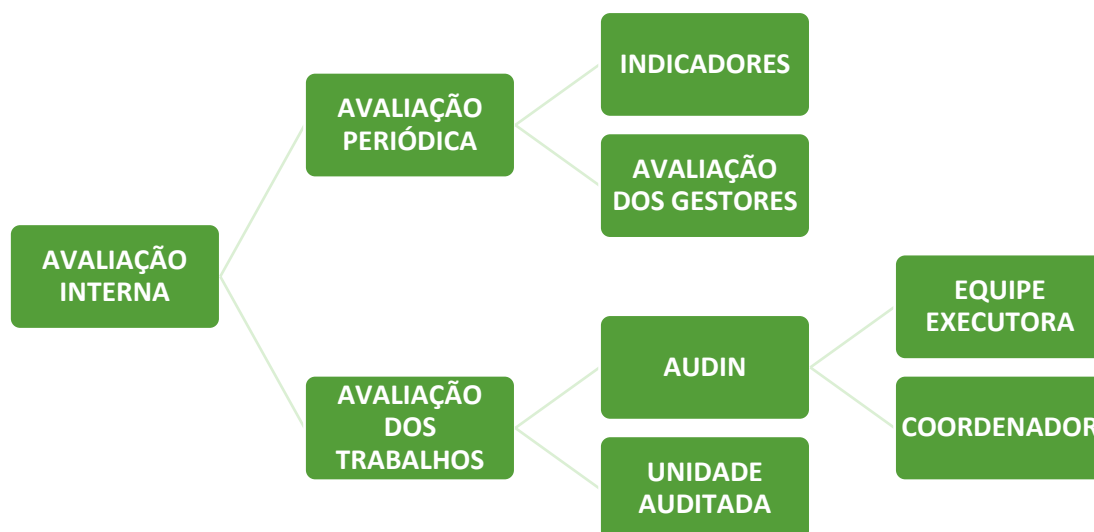 AVALIAÇÃO
INTERNA
AVALIAÇÃO
PERIÓDICA
INDICADORES
AVALIAÇÃO
DOS GESTORES
AVALIAÇÃO
DOS
TRABALHOS
AUDIN
EQUIPE
EXECUTORA
COORDENADOR
UNIDADE
AUDITADA